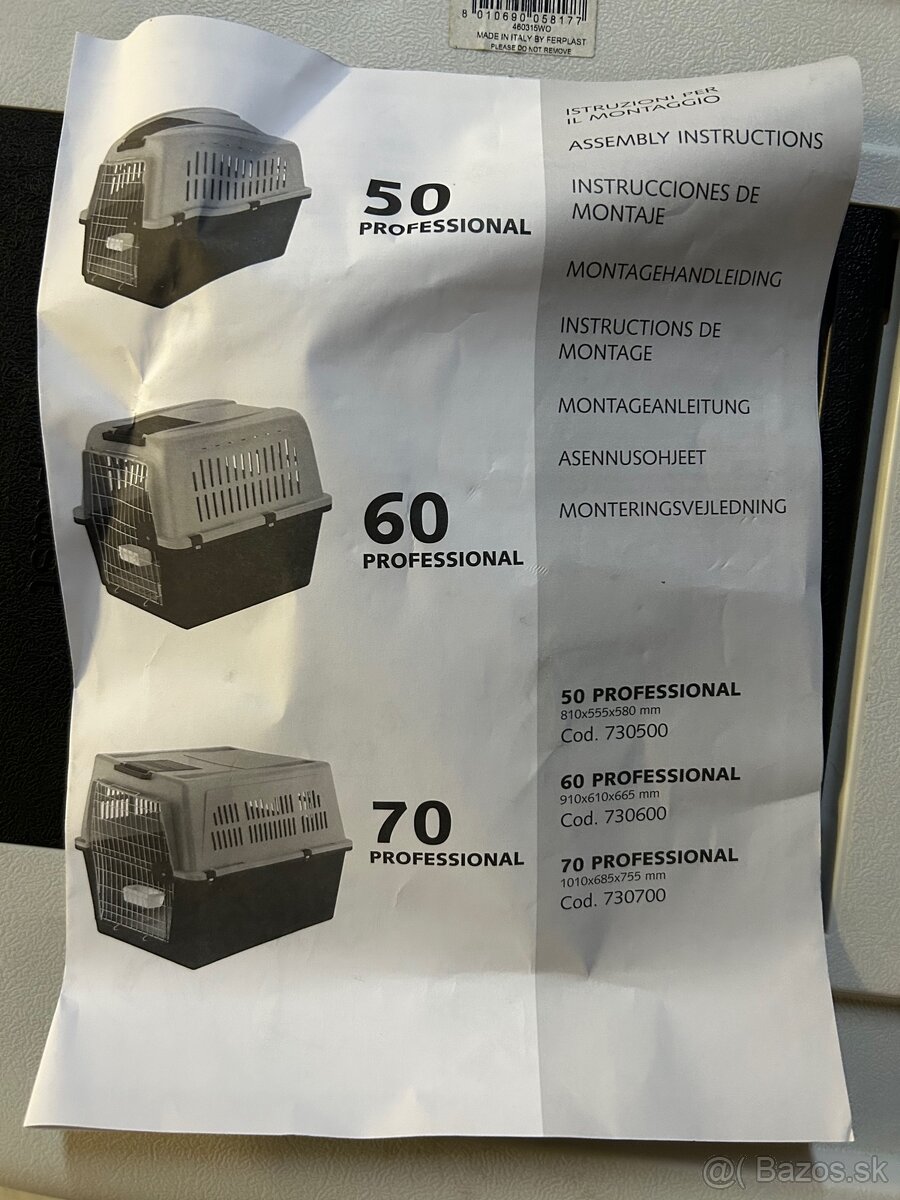 8 010690 058177
460315WO
MADE IN ITALY BY FERPLAST
PLEASE DO NOT REMOVE
50
PROFESSIONAL
60
PROFESSIONAL
70
PROFESSIONAL
ISTRUZIONI PER
IL MONTAGGIO
ASSEMBLY INSTRUCTIONS
INSTRUCCIONES DE
MONTAJE
MONTAGEHANDLEIDING
INSTRUCTIONS DE
MONTAGE
MONTAGEANLEITUNG
ASENNUSOHJEET
MONTERINGSVEJLEDNING
50 PROFESSIONAL
810x555x580 mm
Cod. 730500
60 PROFESSIONAL
910x610x665 mm
Cod. 730600
70 PROFESSIONAL
1010x685x755 mm
Cod. 730700
@( Bazos.sk